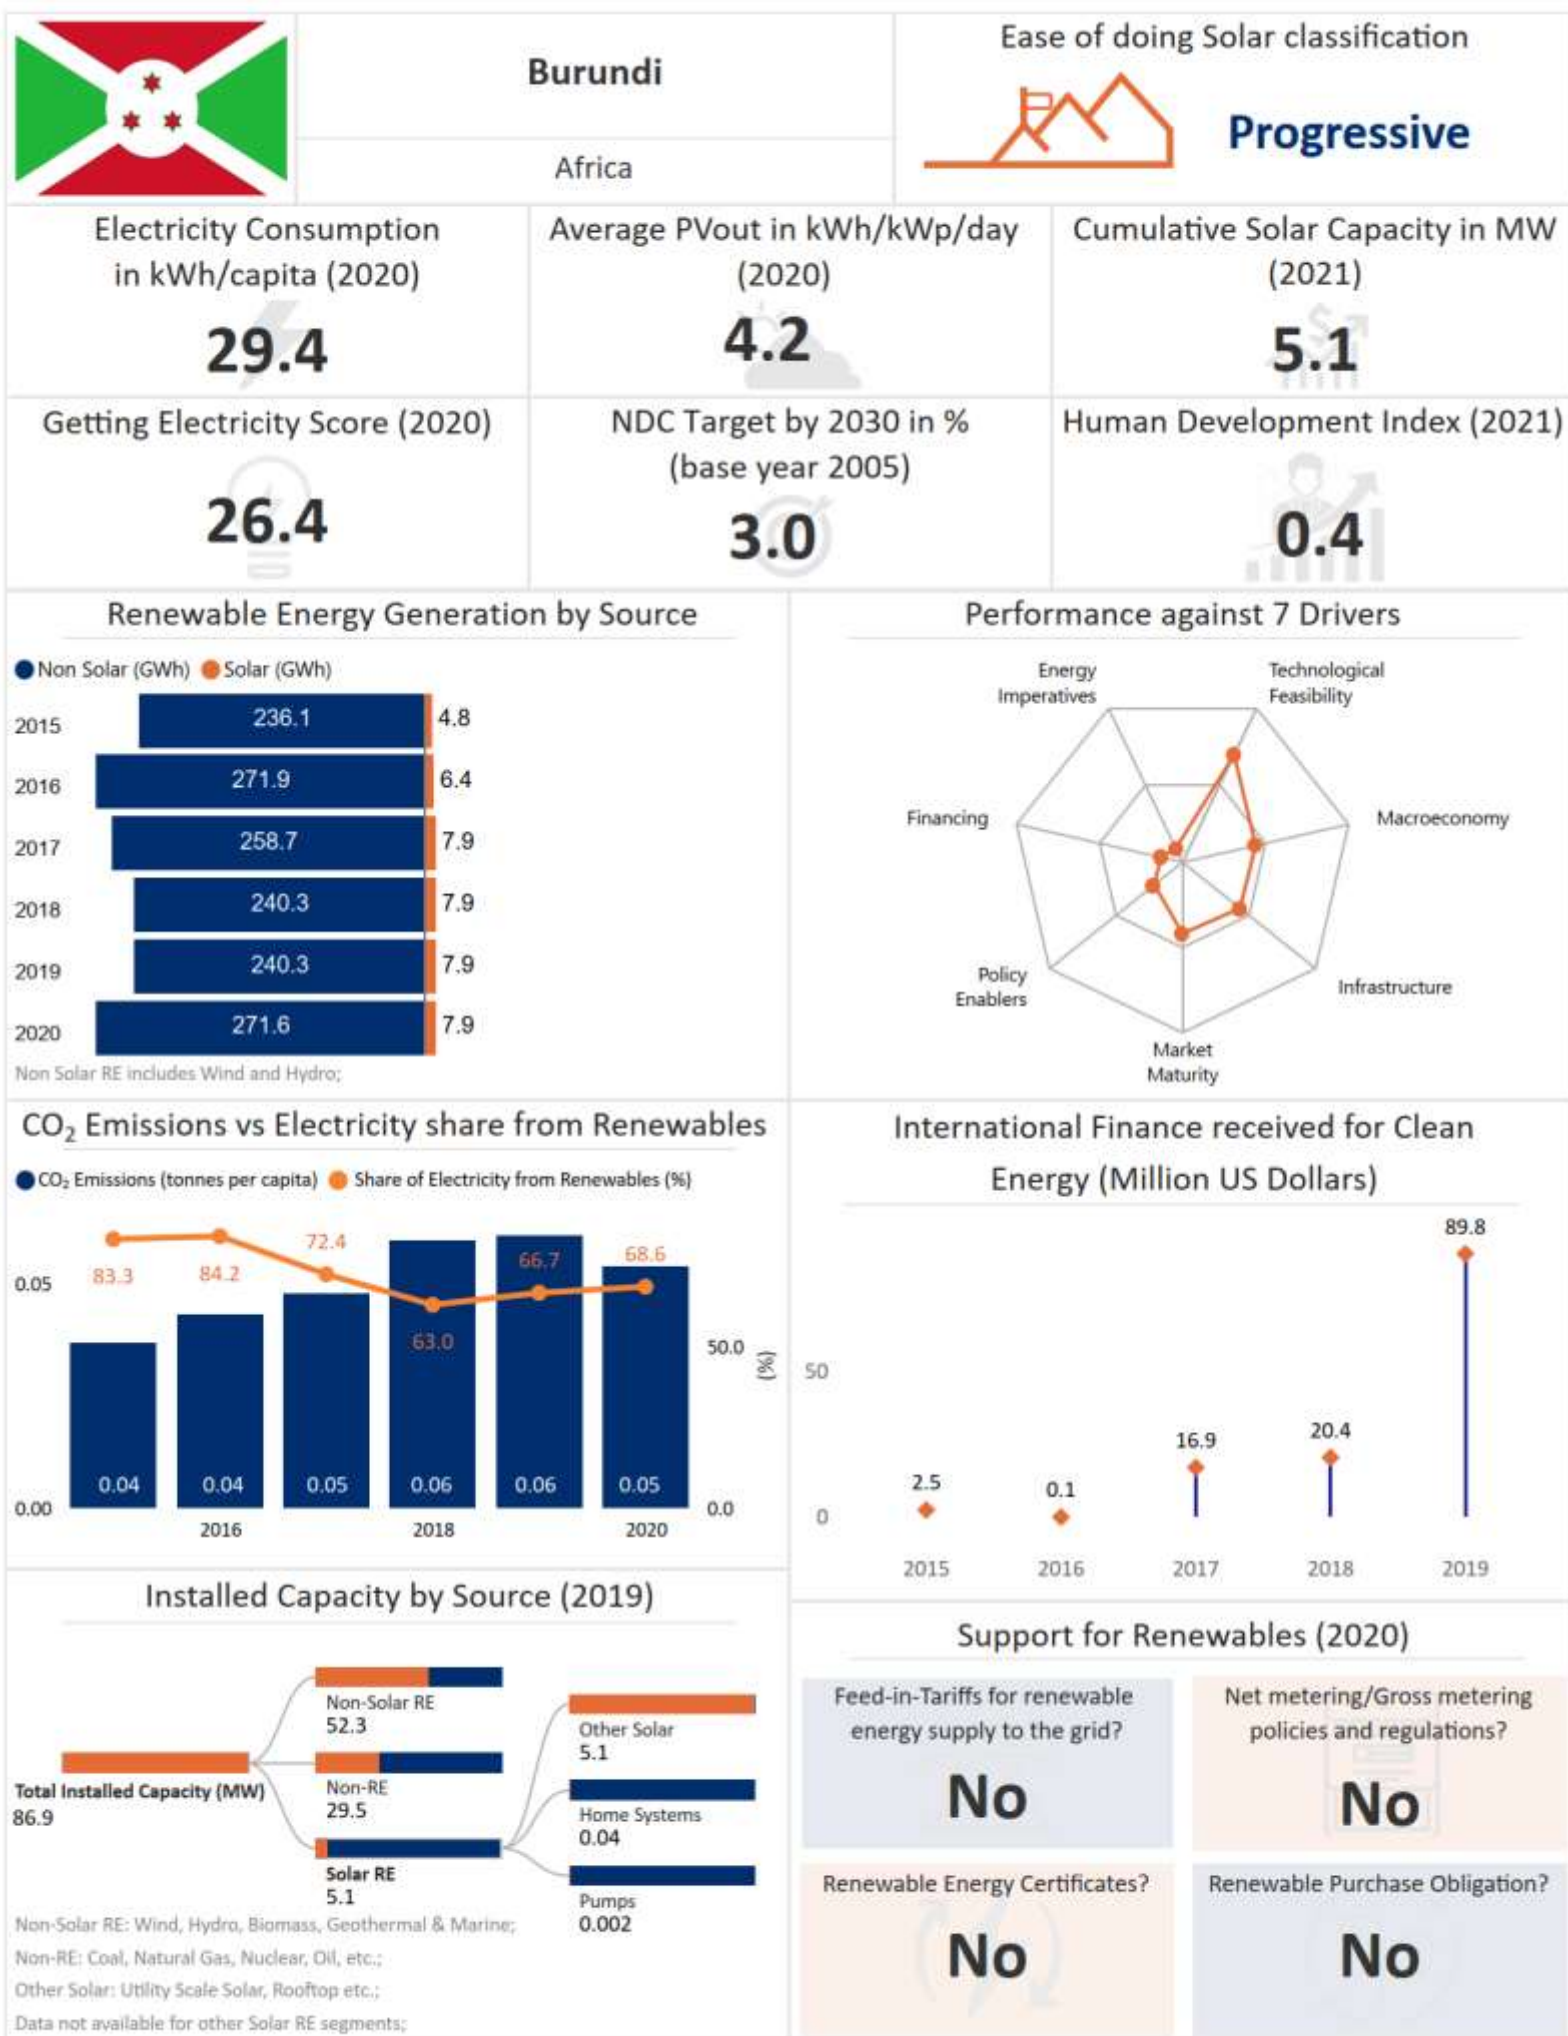 Burundi
Africa
Ease of doing Solar classification
Progressive
Electricity Consumption
in kWh/capita (2020)
29.4
Average PVout in kWh/kWp/day
(2020)
4.2
Cumulative Solar Capacity in MW
(2021)
5.1
Getting Electricity Score (2020)
26.4
NDC Target by 2030 in %
(base year 2005)
3.0
Human Development Index (2021)
0.4
Renewable Energy Generation by Source
Non Solar (GWh) Solar (GWh)
2015 236.1 4.8
2016 271.9 6.4
2017 258.7 7.9
2018 240.3 7.9
2019 240.3 7.9
2020 271.6 7.9
Non Solar RE includes Wind and Hydro;
Performance against 7 Drivers
Energy
Imperatives
Technological
Feasibility
Financing
Macroeconomy
Policy
Enablers
Infrastructure
Market
Maturity
CO₂ Emissions vs Electricity share from Renewables
CO₂ Emissions (tonnes per capita) Share of Electricity from Renewables (%)
83.3 84.2 72.4 63.0 66.7 68.6
0.05
50.0
(%)
0.04 0.04 0.05 0.06 0.06 0.05
0.00 0.0
2016 2018 2020
International Finance received for Clean
Energy (Million US Dollars)
89.8
50
20.4
16.9
2.5
0.1
0
2015 2016 2017 2018 2019
Installed Capacity by Source (2019)
Total Installed Capacity (MW)
86.9
Non-Solar RE
52.3
Non-RE
29.5
Solar RE
5.1
Other Solar
5.1
Home Systems
0.04
Pumps
0.002
Non-Solar RE: Wind, Hydro, Biomass, Geothermal & Marine;
Non-RE: Coal, Natural Gas, Nuclear, Oil, etc.;
Other Solar: Utility Scale Solar, Rooftop etc.;
Data not available for other Solar RE segments;
Support for Renewables (2020)
Feed-in-Tariffs for renewable
energy supply to the grid?
No
Net metering/Gross metering
policies and regulations?
No
Renewable Energy Certificates?
No
Renewable Purchase Obligation?
No